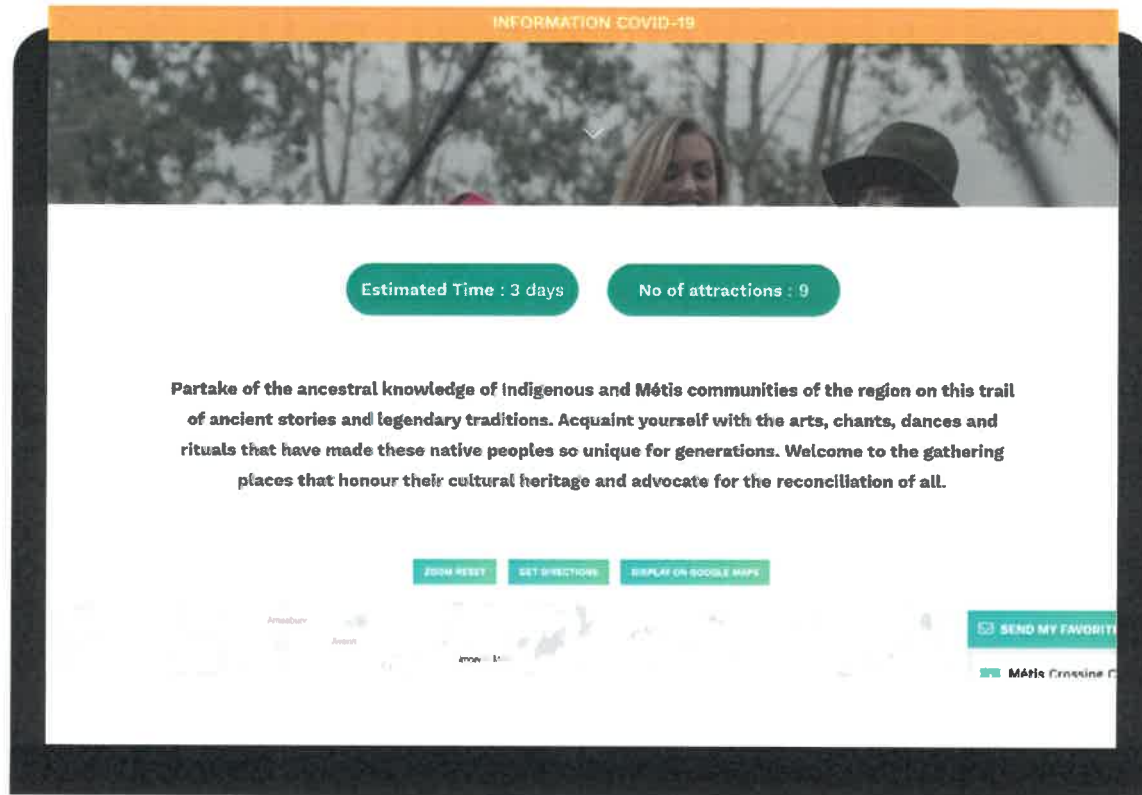 INFORMATION COVID-19
Estimated Time : 3 days
No of attractions : 9
Partake of the ancestral knowledge of Indigenous and Métis communities of the region on this trail
of ancient stories and legendary traditions. Acquaint yourself with the arts, chants, dances and
rituals that have made these native peoples so unique for generations. Welcome to the gathering
places that honour their cultural heritage and advocate for the reconciliation of all.
ZOOM RESET
GET DIRECTIONS
DISPLAY ON GOOGLE MAPS
SEND MY FAVORIT
Métis Crossing C